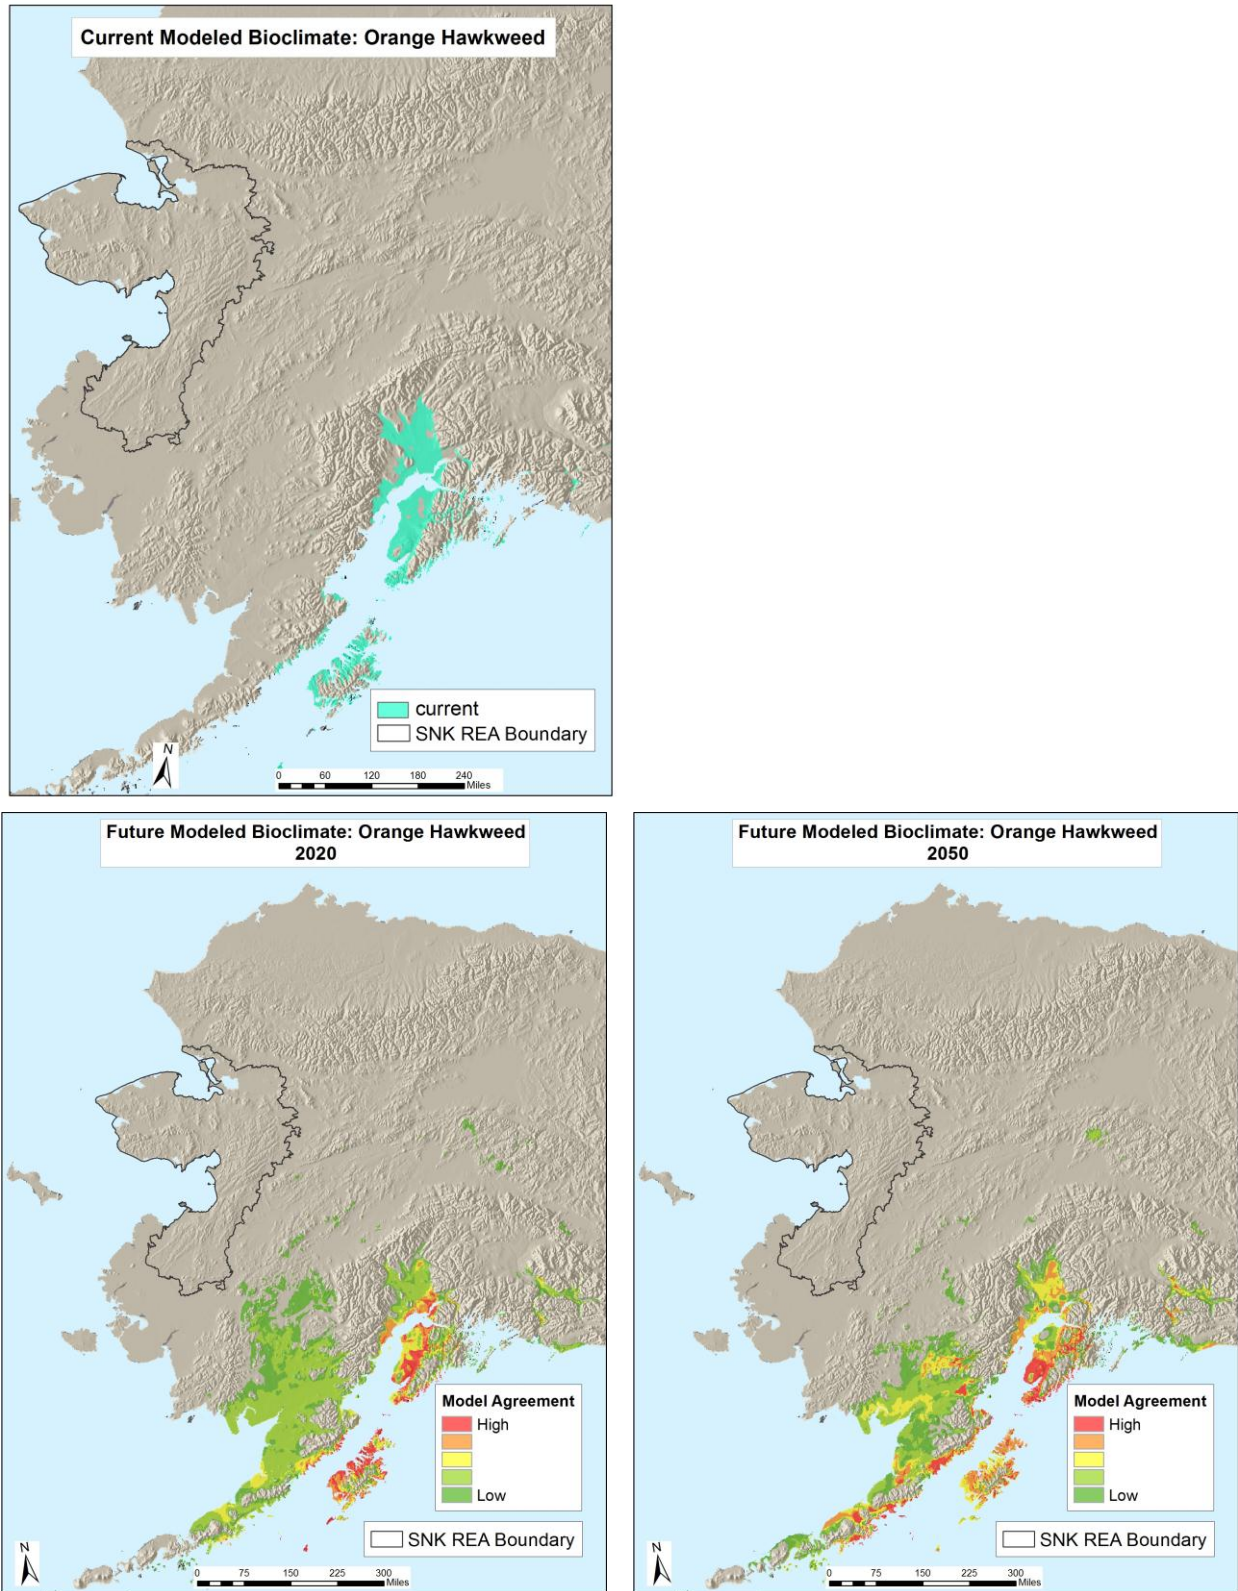 Current Modeled Bioclimate: Orange Hawkweed
current
SNK REA Boundary
N
0 60 120 180 240
Miles
Future Modeled Bioclimate: Orange Hawkweed
2020
Model Agreement
High
Low
SNK REA Boundary
N
0 75 150 225 300
Miles
Future Modeled Bioclimate: Orange Hawkweed
2050
Model Agreement
High
Low
SNK REA Boundary
N
0 75 150 225 300
Miles